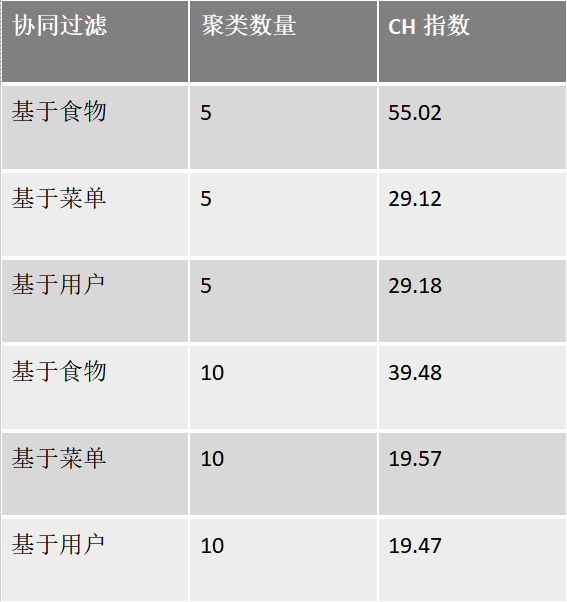 协同过滤 聚类数量 CH 指数
基于食物 5 55.02
基于菜单 5 29.12
基于用户 5 29.18
基于食物 10 39.48
基于菜单 10 19.57
基于用户 10 19.47